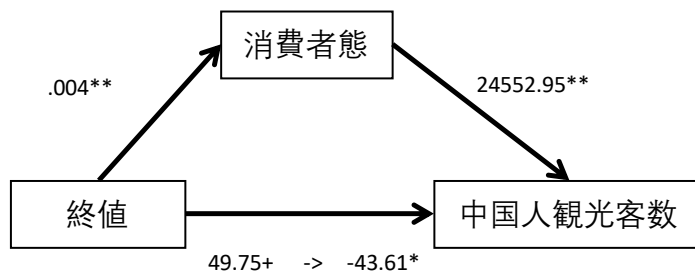 消費者態
.004**
24552.95**
終値
中国人観光客数
49.75+ -> -43.61*